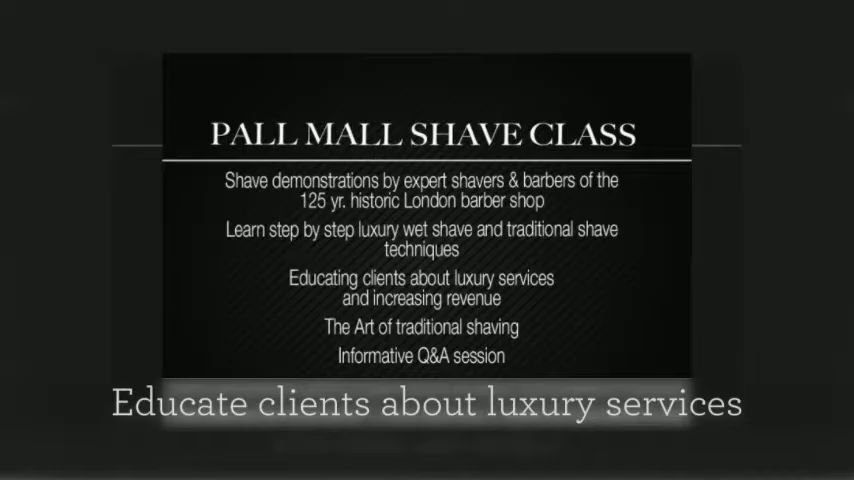 PALL MALL SHAVE CLASS
Shave demonstrations by expert shavers & barbers of the
125 yr. historic London barber shop
Learn step by step luxury wet shave and traditional shave
techniques
Educating clients about luxury services
and increasing revenue
The Art of traditional shaving
Informative Q&A session
Educate clients about luxury services